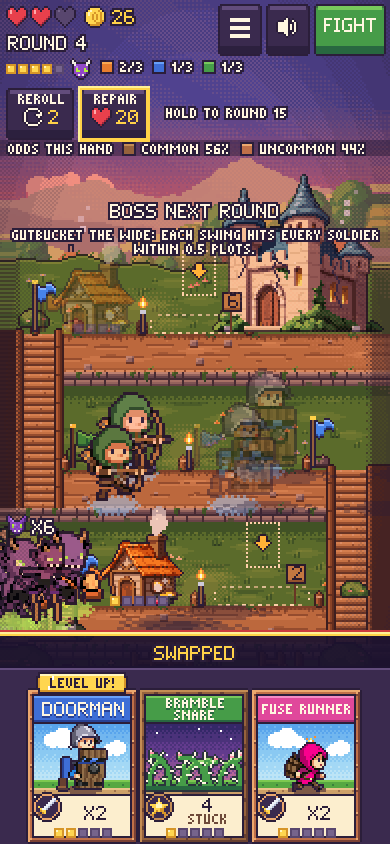 26
FIGHT
ROUND 4
2/3 1/3 1/3
REROLL
2
REPAIR
20
HOLD TO ROUND 15
ODDS THIS HAND COMMON 56% UNCOMMON 44%
BOSS NEXT ROUND
GUTBUCKET THE WIDE: EACH SWING HITS EVERY SOLDIER
WITHIN 0.5 PLOTS.
6
X6
2
SWAPPED
LEVEL UP!
DOORMAN
X2
BRAMBLE
SNARE
4
STUCK
FUSE RUNNER
X2